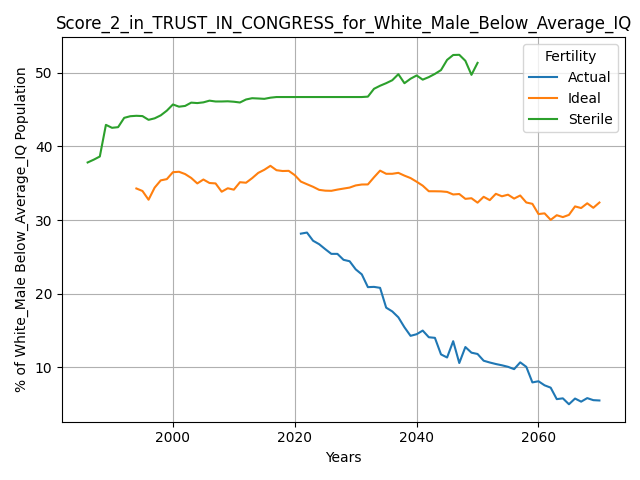 Score_2_in_TRUST_IN_CONGRESS_for_White_Male_Below_Average_IQ
% of White_Male Below_Average_IQ Population
50
40
30
20
10
Fertility
Actual
Ideal
Sterile
2000
2020
2040
2060
Years